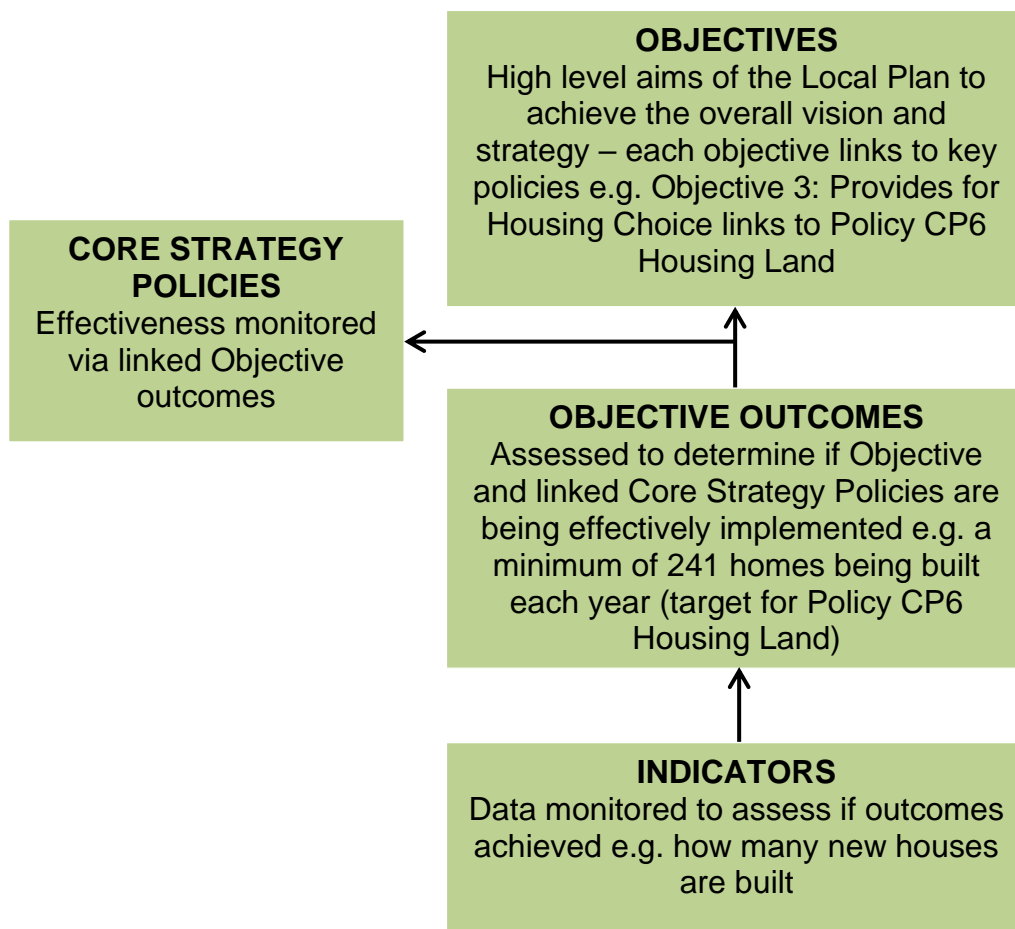 OBJECTIVES
High level aims of the Local Plan to
achieve the overall vision and
strategy – each objective links to key
policies e.g. Objective 3: Provides for
Housing Choice links to Policy CP6
Housing Land
CORE STRATEGY
POLICIES
Effectiveness monitored
via linked Objective
outcomes
OBJECTIVE OUTCOMES
Assessed to determine if Objective
and linked Core Strategy Policies are
being effectively implemented e.g. a
minimum of 241 homes being built
each year (target for Policy CP6
Housing Land)
INDICATORS
Data monitored to assess if outcomes
achieved e.g. how many new houses
are built